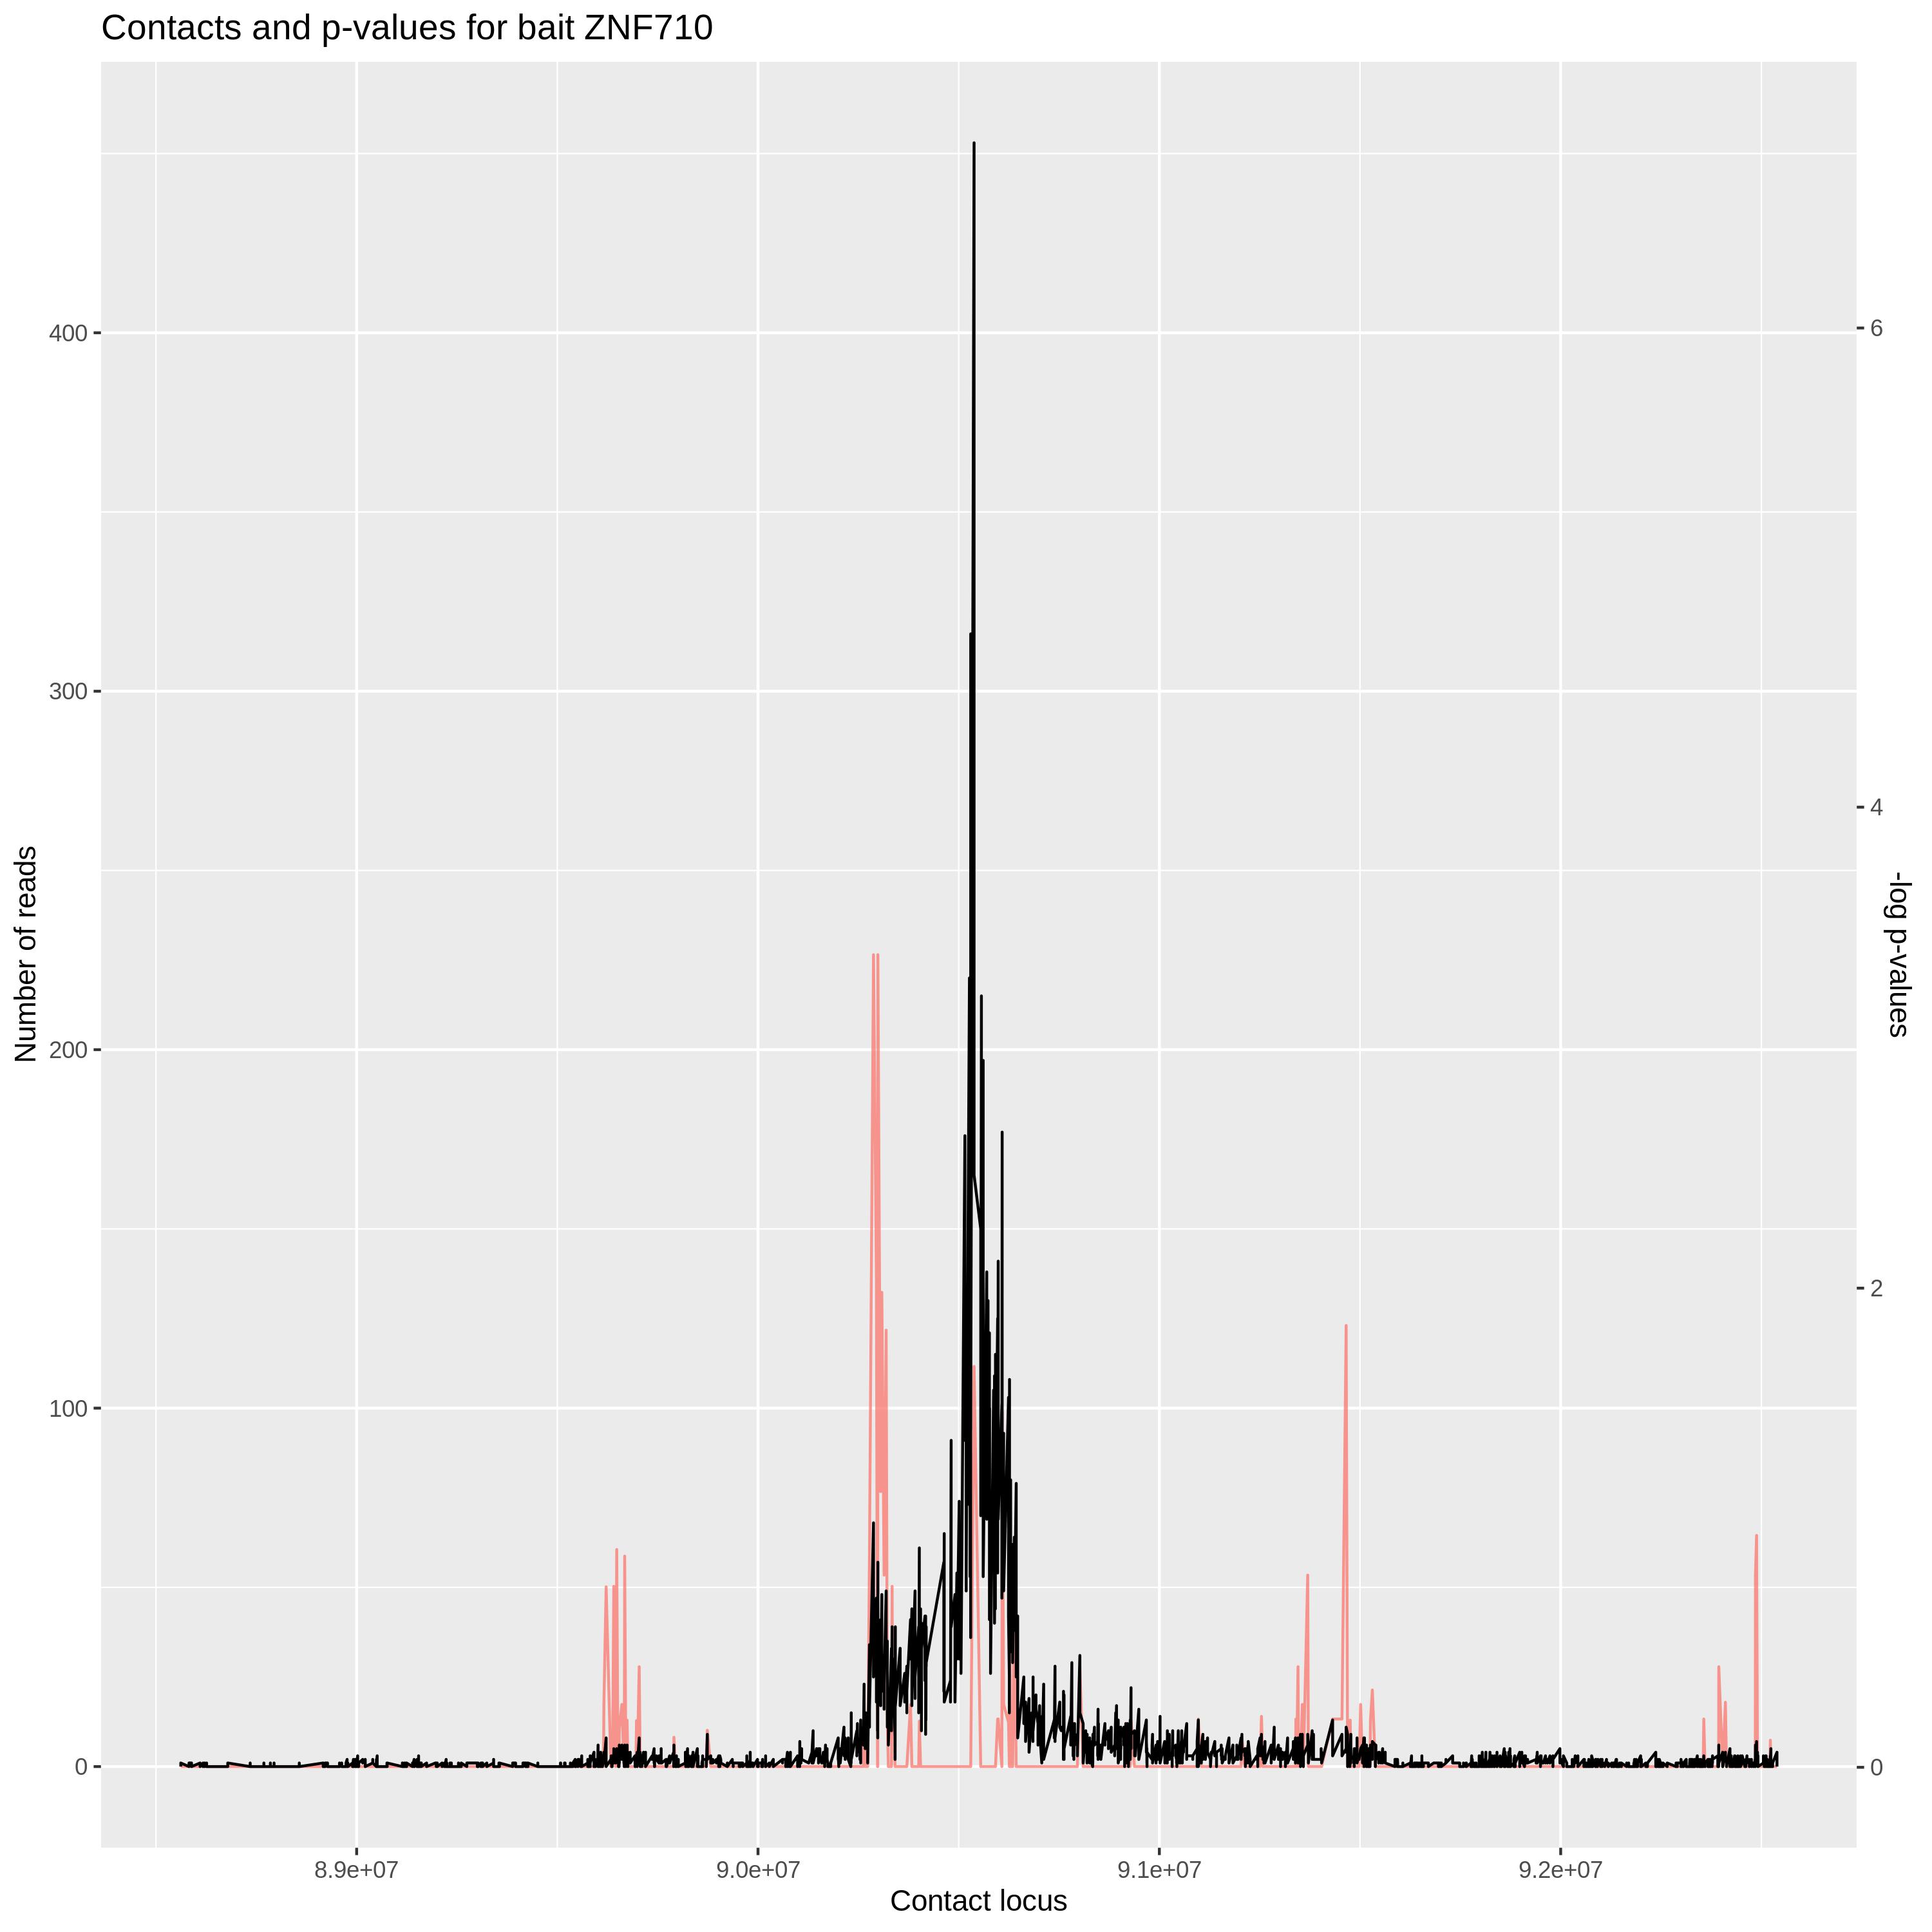 Contacts and p-values for bait ZNF710
Number of reads
400
300
200
100
0
6
4
2
0
-log p-values
8.9e+07
9.0e+07
9.1e+07
9.2e+07
Contact locus